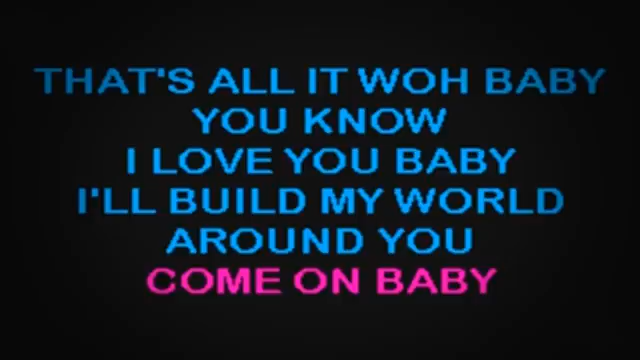 THAT'S ALL IT WOH BABY
YOU KNOW
I LOVE YOU BABY
I'LL BUILD MY WORLD
AROUND YOU
COME ON BABY